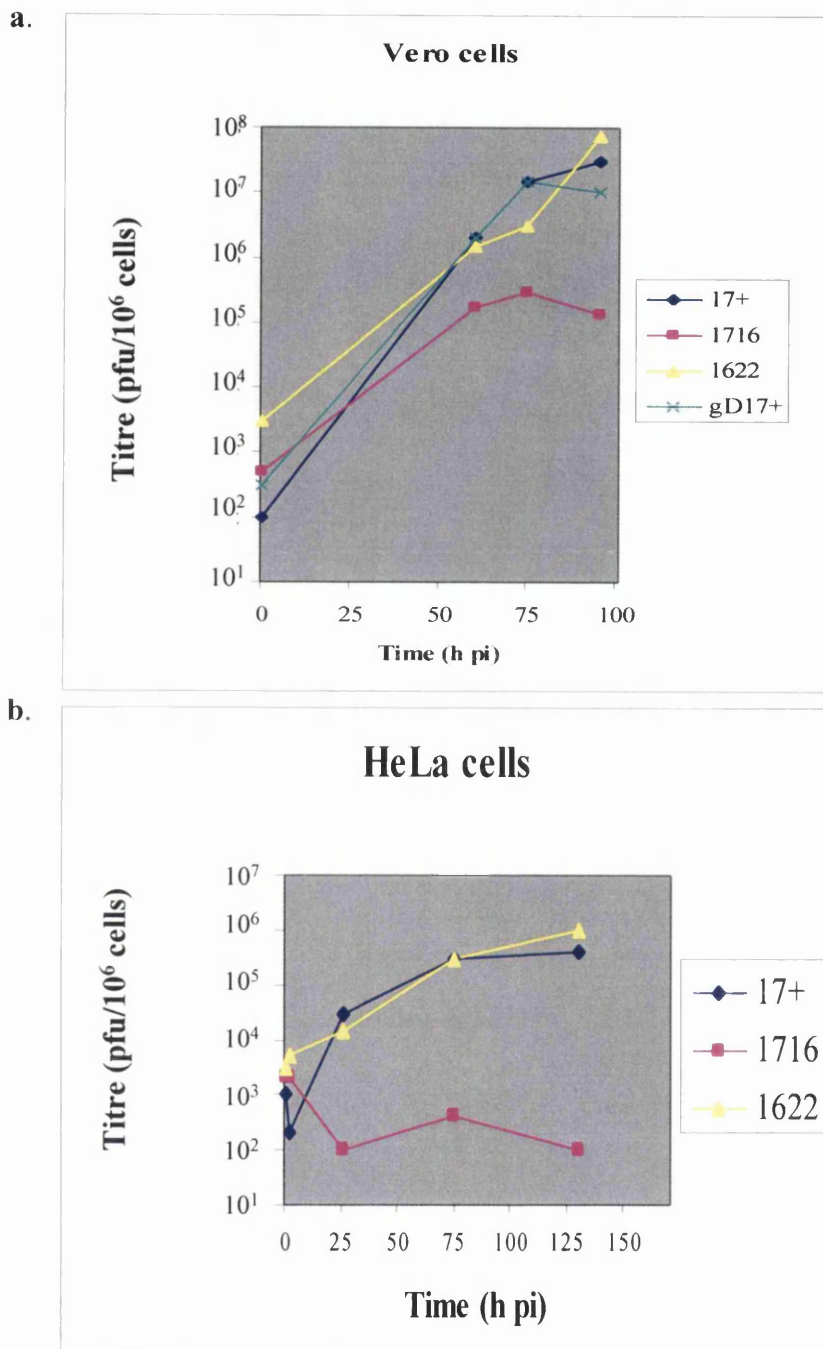 a.
Vero cells
Titre (pfu/10⁶ cells)
10⁸
10⁷
10⁶
10⁵
10⁴
10³
10²
10¹
0 25 50 75 100
Time (h pi)
17+
1716
1622
gD17+
b.
HeLa cells
Titre (pfu/10⁶ cells)
10⁷
10⁶
10⁵
10⁴
10³
10²
10¹
0 25 50 75 100 125 150
Time (h pi)
17+
1716
1622